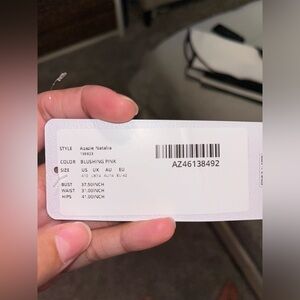 STYLE Azazie Natalia
COLOR BLUSHING PINK
SIZE US UK AU EU
BUST 37.50INCH
WAIST 31.00INCH
HIPS 41.00INCH
AZ46138492